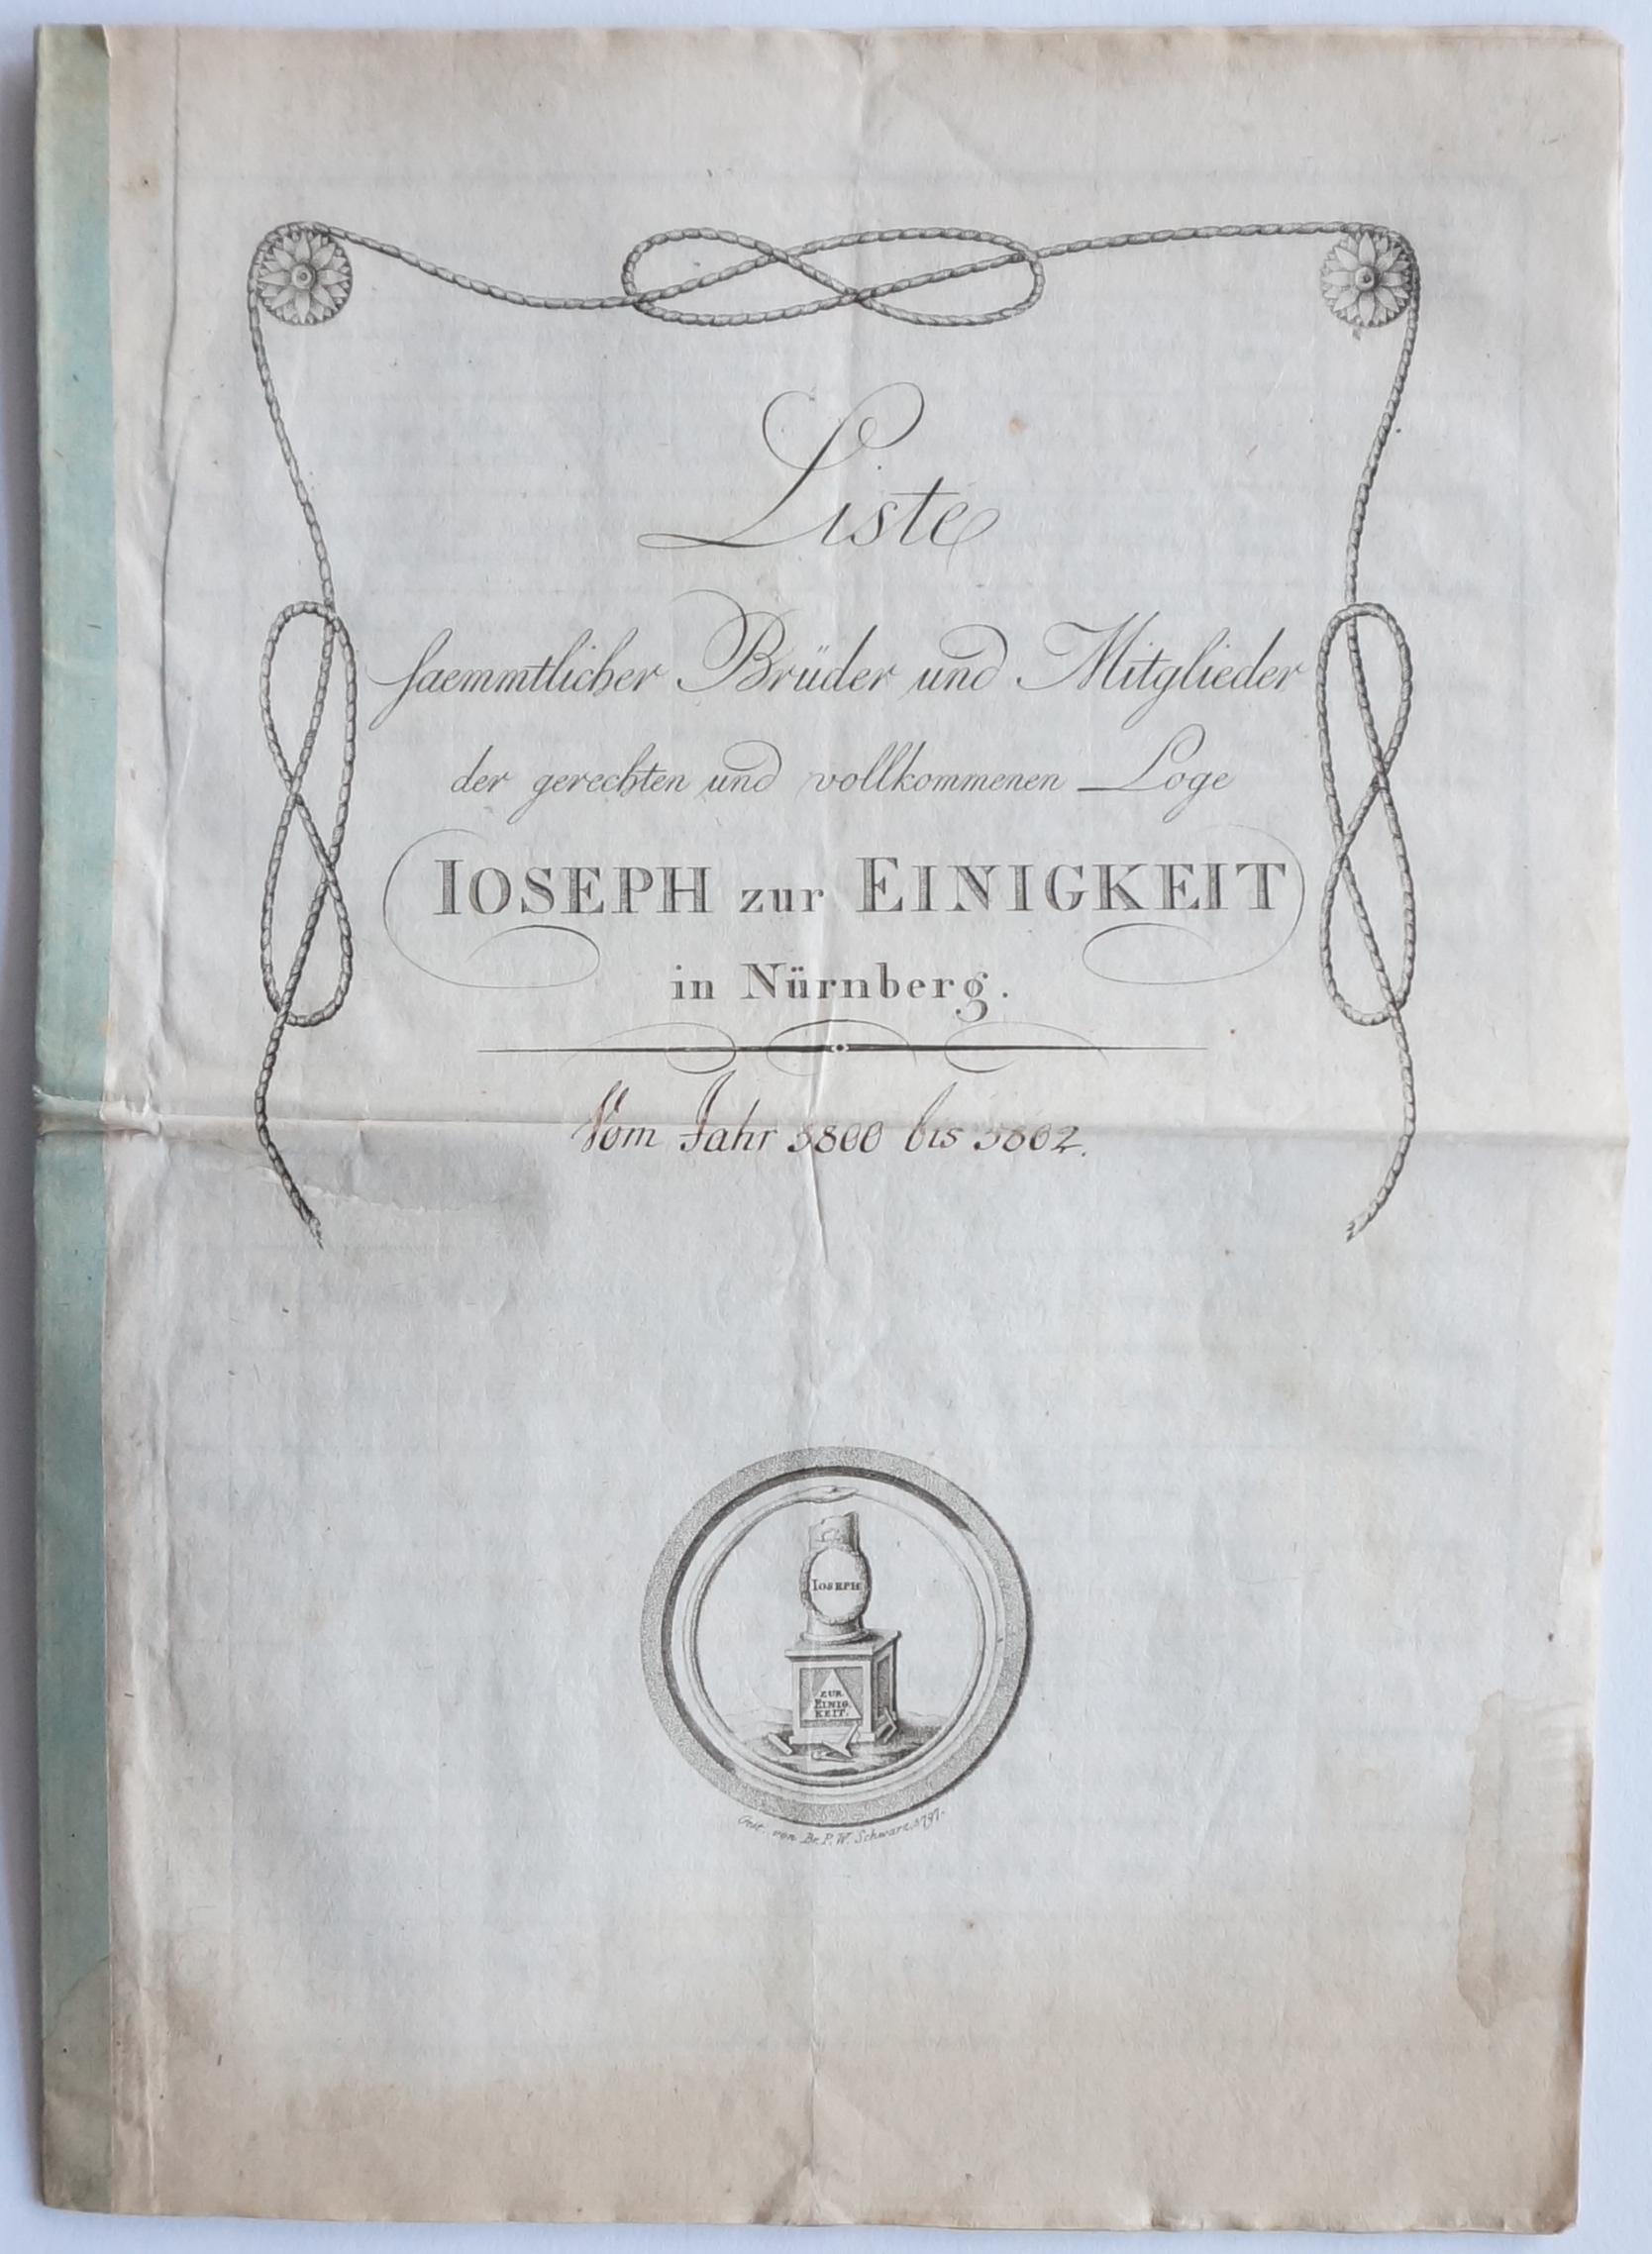 Liste
saemmtlicher Brüder und Mitglieder
der gerechten und vollkommenen Loge
IOSEPH zur EINIGKEIT
in Nürnberg.
Vom Jahr 5800 bis 5802.
IOSEPH
ZUR
EINIG-
KEIT.
Gest. von Br. P. W. Schwarz. 5797.